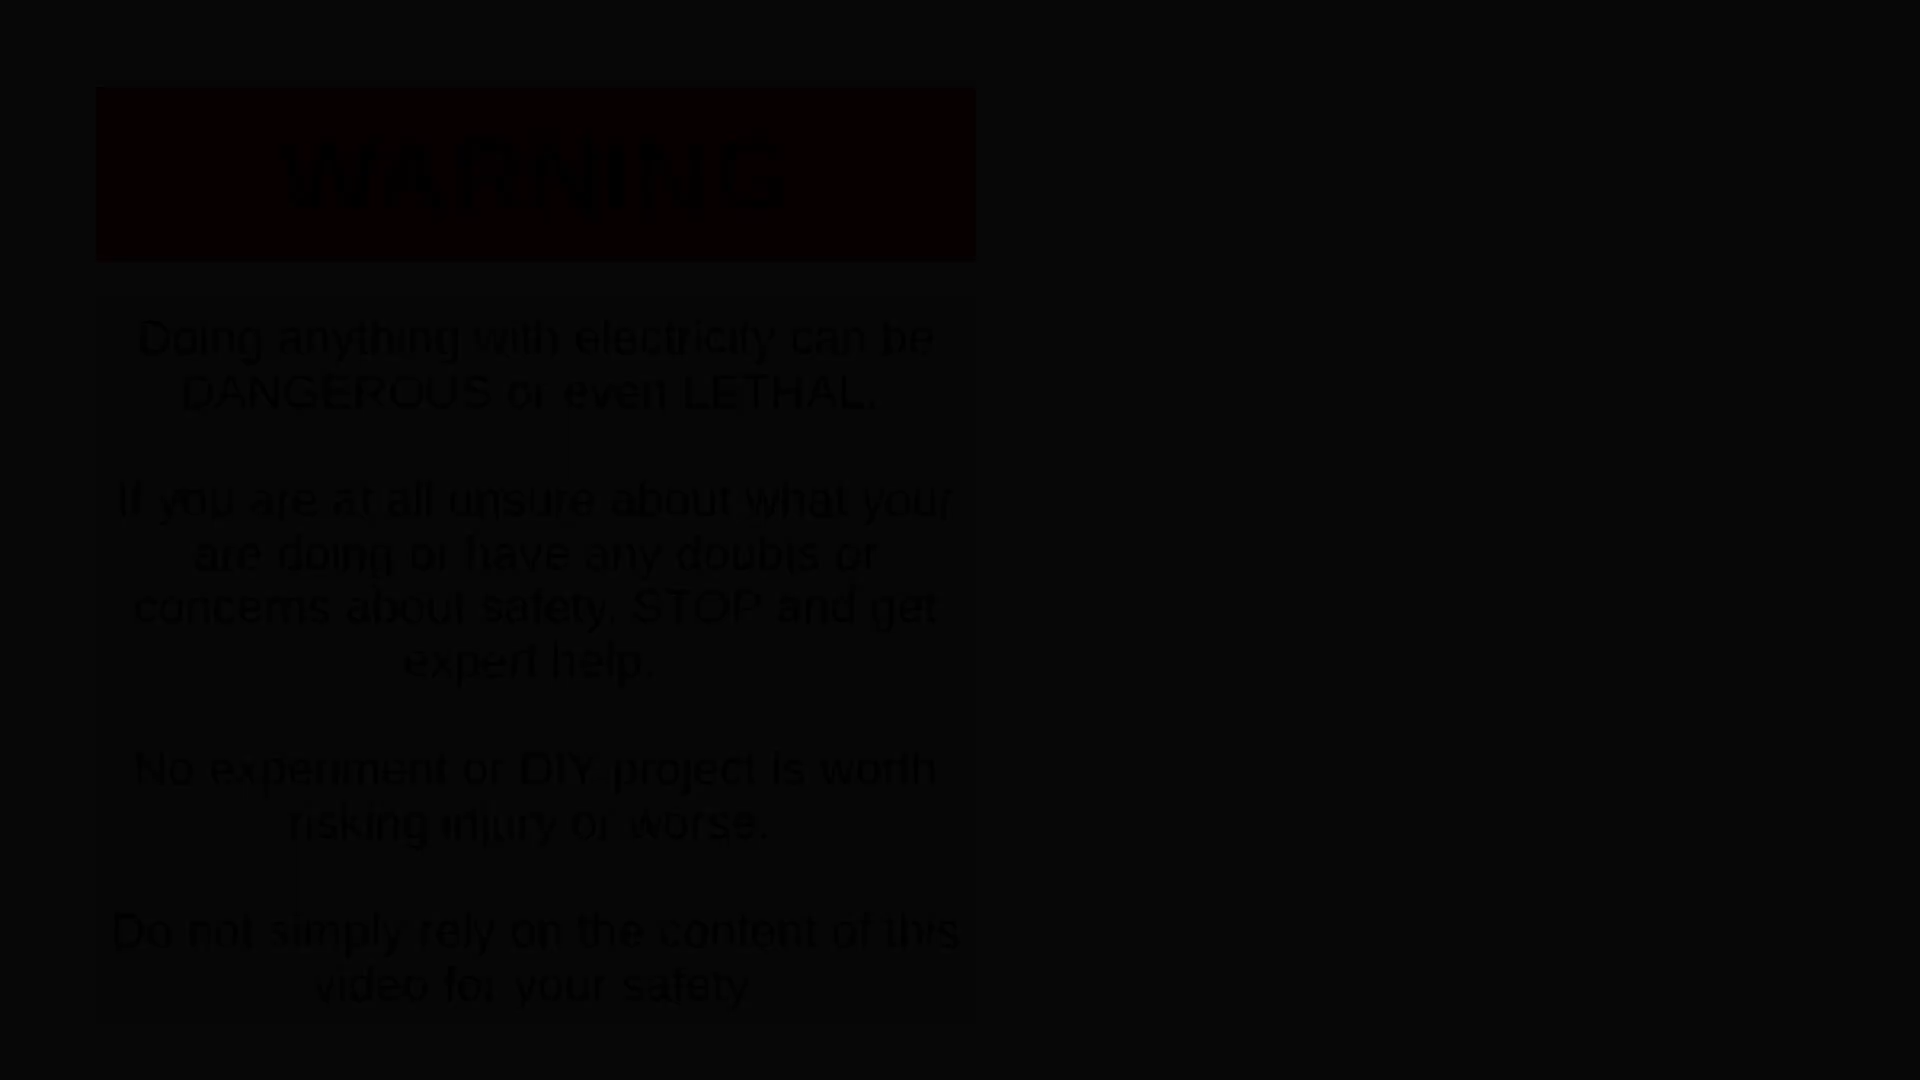 WARNING
Doing anything with electricity can be
DANGEROUS or even LETHAL.
If you are at all unsure about what your
are doing or have any doubts or
concerns about safety, STOP and get
expert help.
No experiment or DIY project is worth
risking injury or worse.
Do not simply rely on the content of this
video for your safety